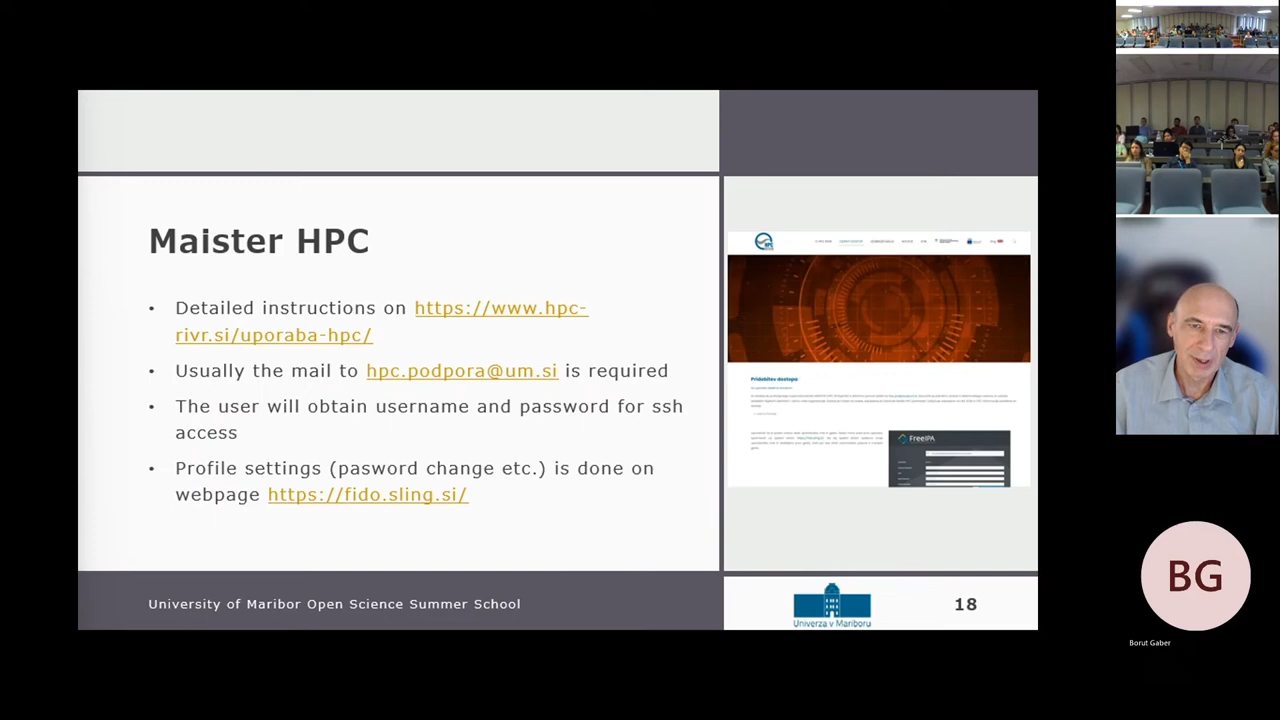 Maister HPC
• Detailed instructions on https://www.hpc-
rivr.si/uporaba-hpc/
• Usually the mail to hpc.podpora@um.si is required
• The user will obtain username and password for ssh
access
• Profile settings (pasword change etc.) is done on
webpage https://fido.sling.si/
HPC
Pridobitev dostopa
FreeIPA
University of Maribor Open Science Summer School
Univerza v Mariboru
18
BG
Borut Gaber